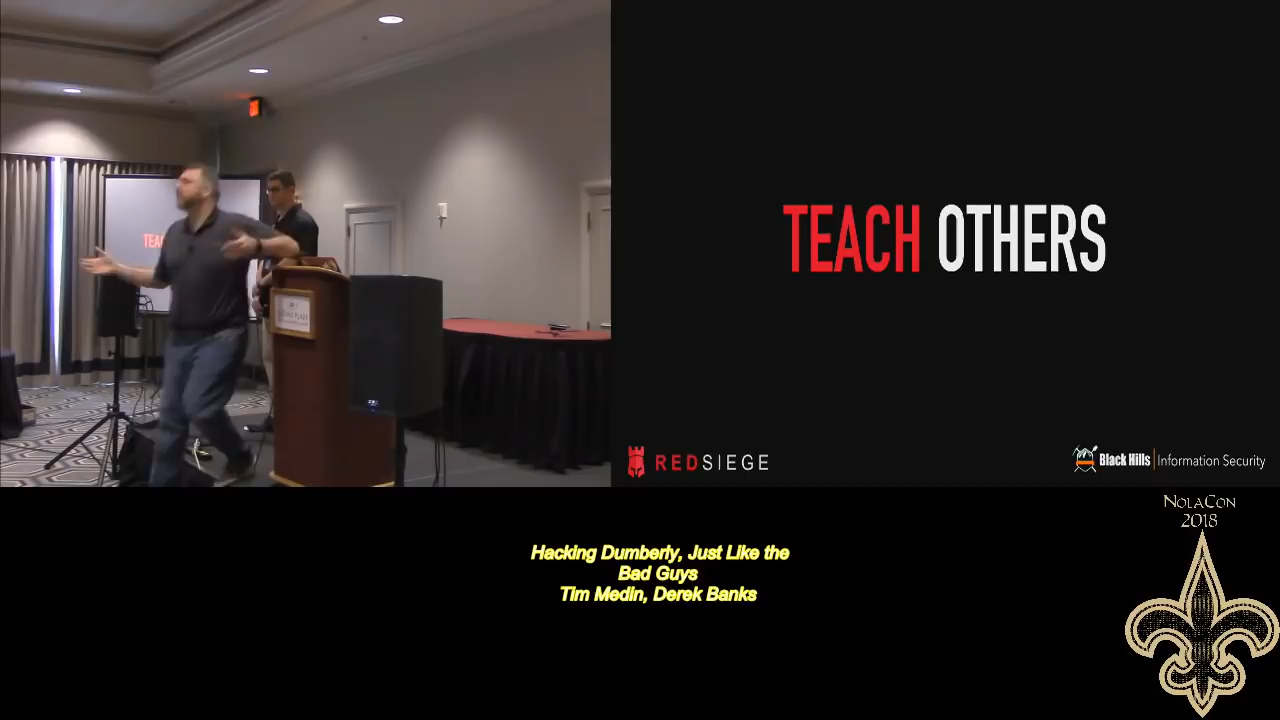 TEACH OTHERS
REDSIEGE
Black Hills Information Security
NOLACON
2018
Hacking Dumberly, Just Like the
Bad Guys
Tim Medin, Derek Banks